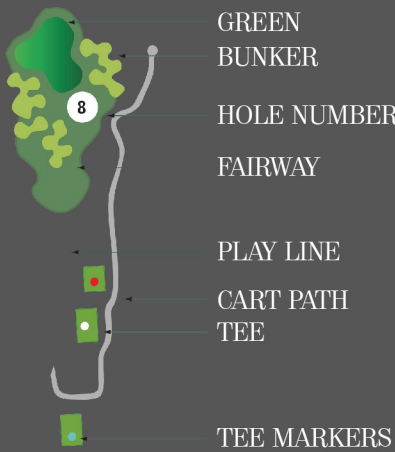 GREEN
BUNKER
8
HOLE NUMBER
FAIRWAY
PLAY LINE
CART PATH
TEE
TEE MARKERS